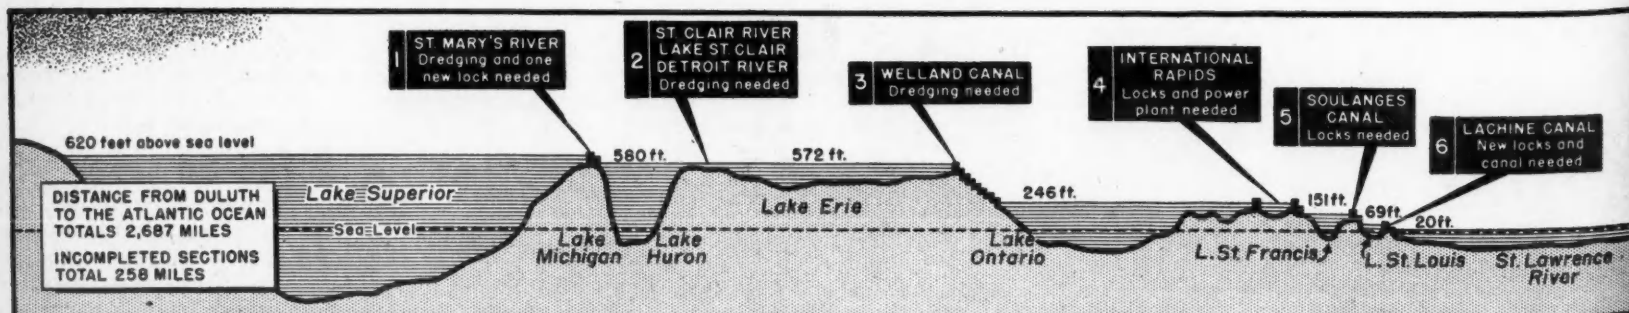 1
ST. MARY'S RIVER
Dredging and one
new lock needed
2
ST CLAIR RIVER
LAKE ST CLAIR
DETROIT RIVER
Dredging needed
3
WELLAND CANAL
Dredging needed
4
INTERNATIONAL
RAPIDS
Locks and power
plant needed
5
SOULANGES
CANAL
Locks needed
6
LACHINE CANAL
New locks and
canal needed
620 feet above sea level
580 ft.
572 ft.
246 ft.
151 ft.
69 ft.
20 ft.
DISTANCE FROM DULUTH
TO THE ATLANTIC OCEAN
TOTALS 2,687 MILES
INCOMPLETED SECTIONS
TOTAL 258 MILES
Lake Superior
Sea Level
Lake
Michigan
Lake
Huron
Lake Erie
Lake
Ontario
L. St. Francis
L. St. Louis
St. Lawrence
River